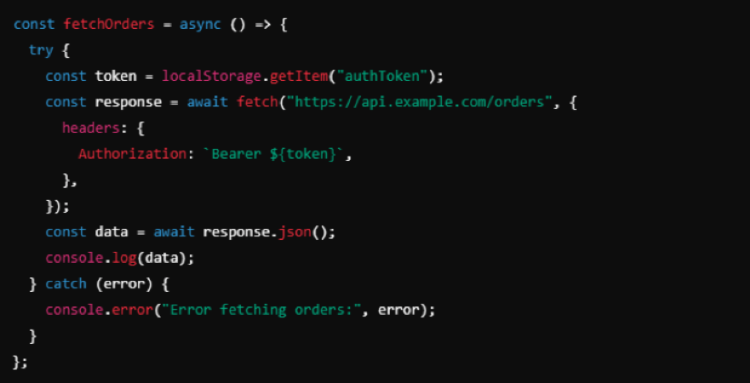 const fetchOrders = async () => {
  try {
    const token = localStorage.getItem("authToken");
    const response = await fetch("https://api.example.com/orders", {
      headers: {
        Authorization: `Bearer ${token}`,
      },
    });
    const data = await response.json();
    console.log(data);
  } catch (error) {
    console.error("Error fetching orders:", error);
  }
};